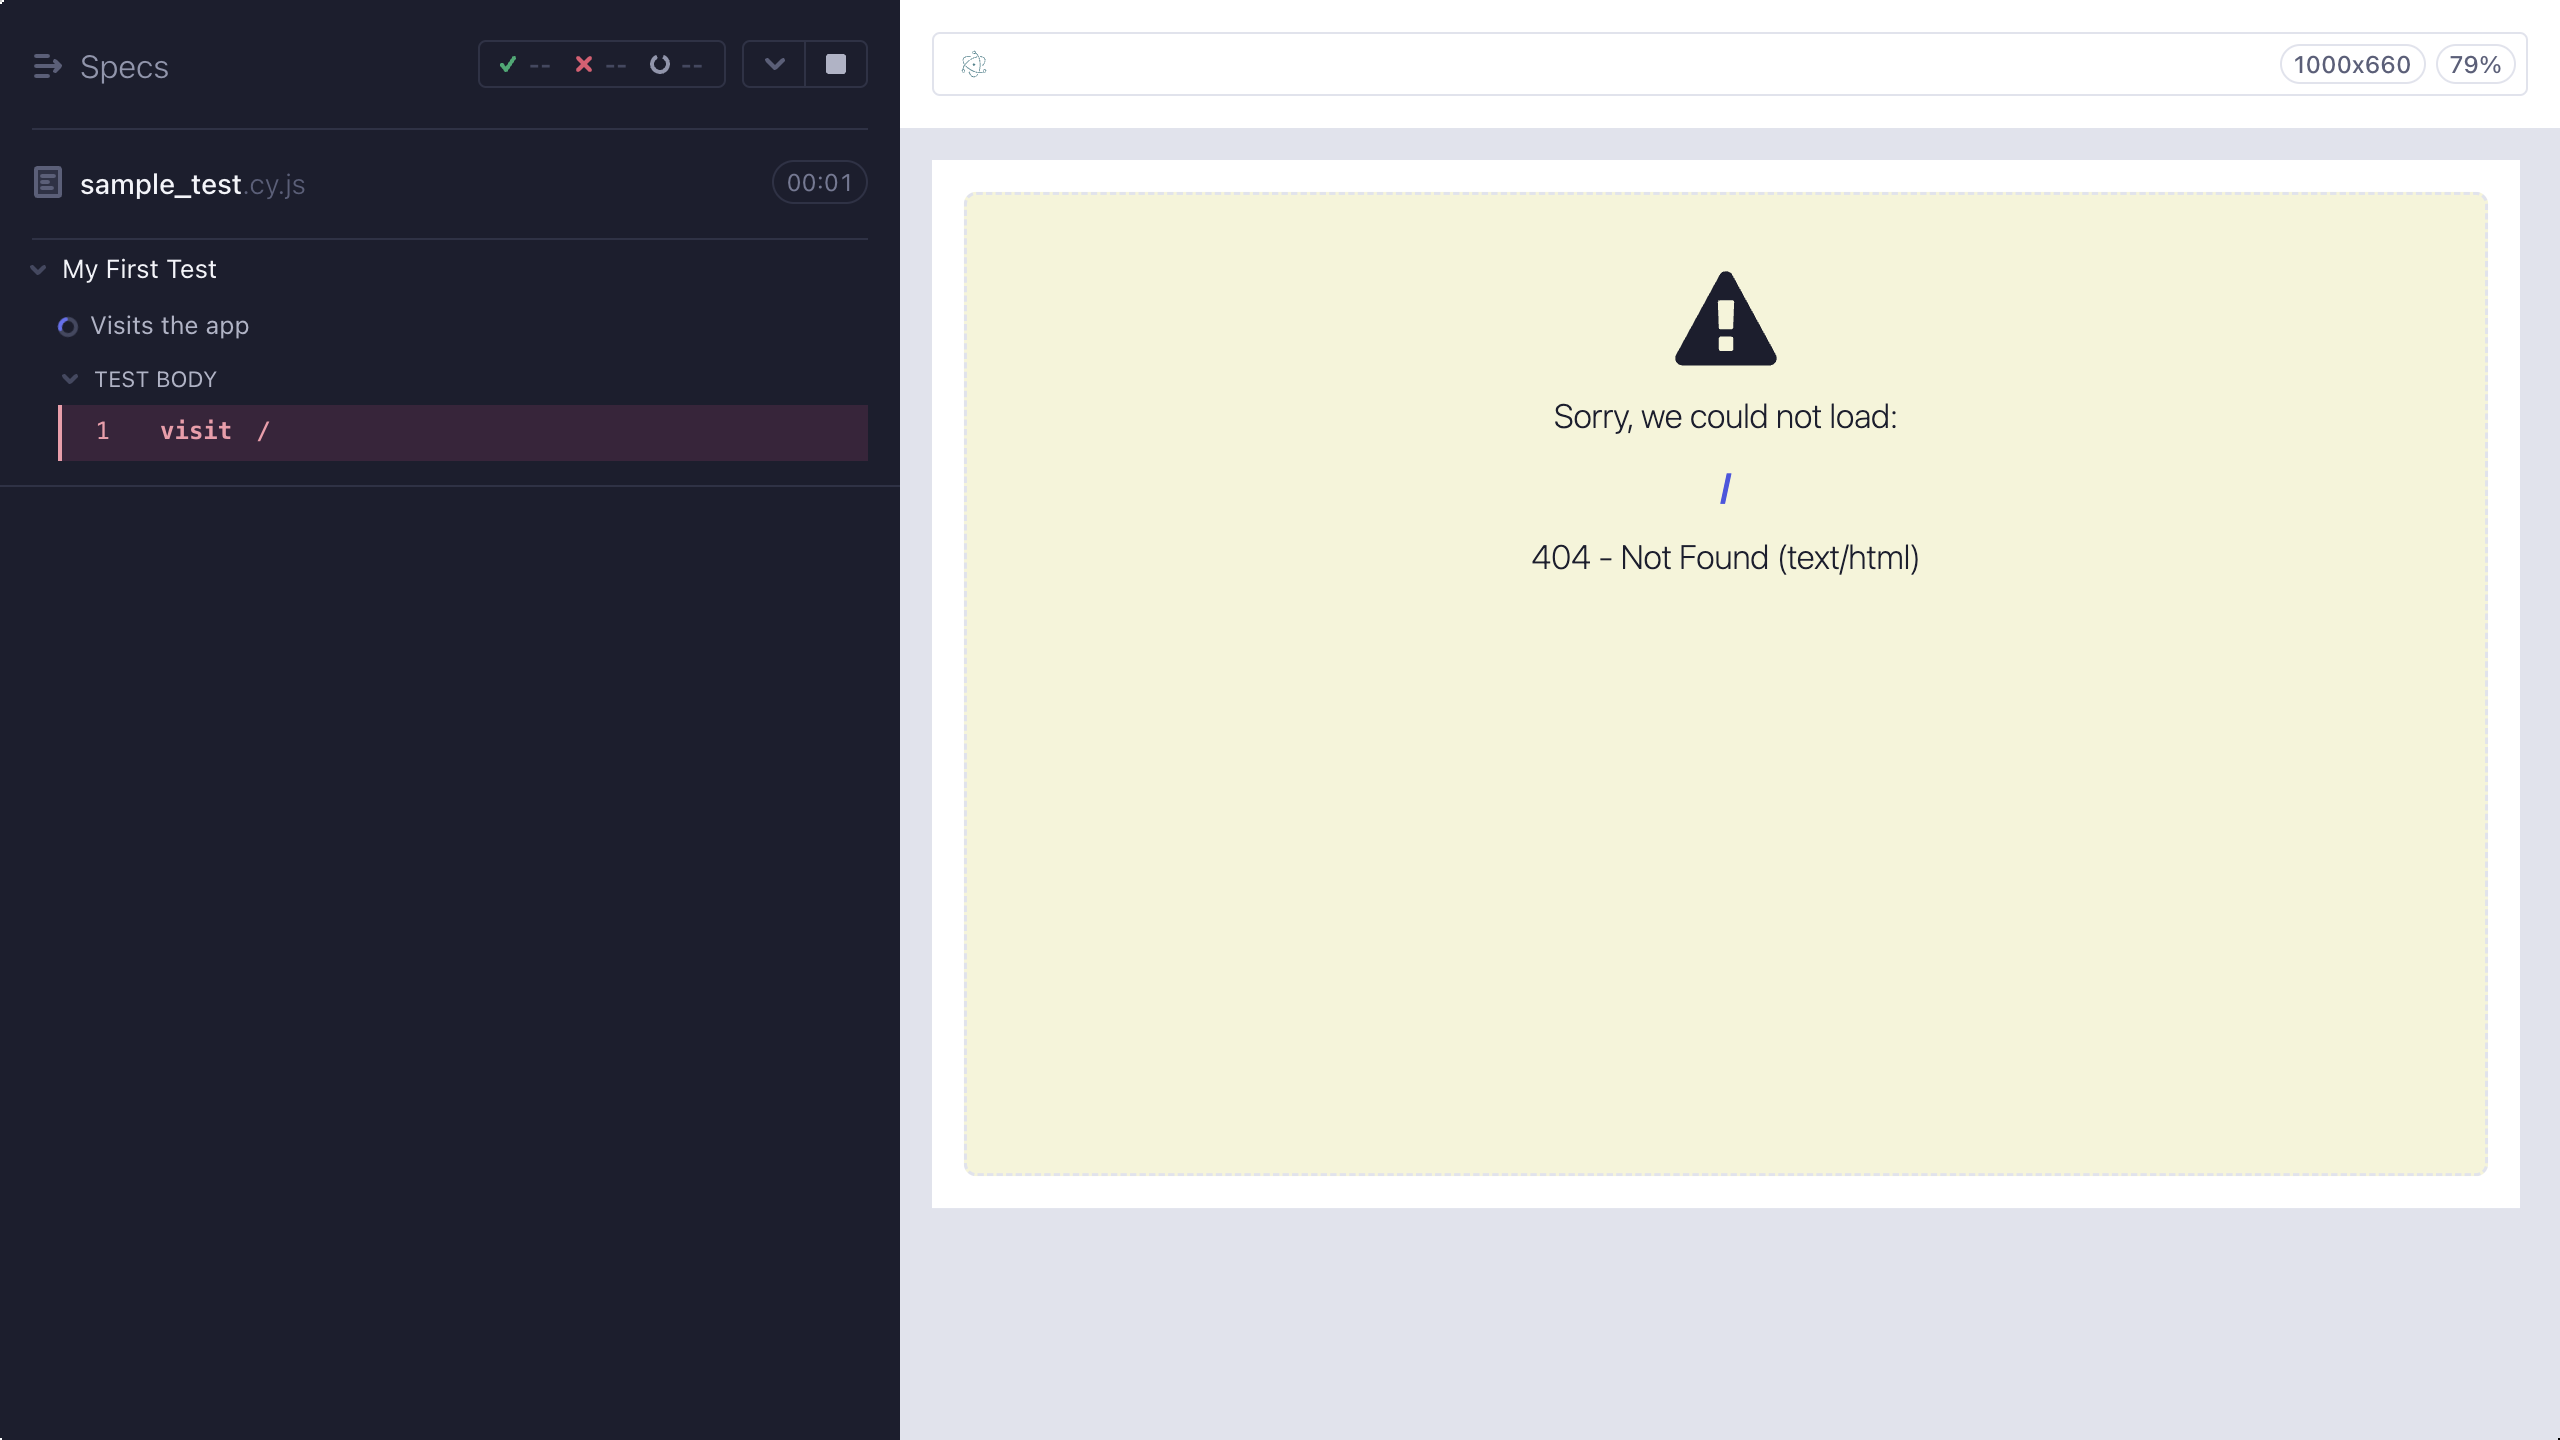 Specs
-- -- --
sample_test.cy.js
00:01
My First Test
Visits the app
TEST BODY
1 visit /
1000x660
79%
Sorry, we could not load:
/
404 - Not Found (text/html)